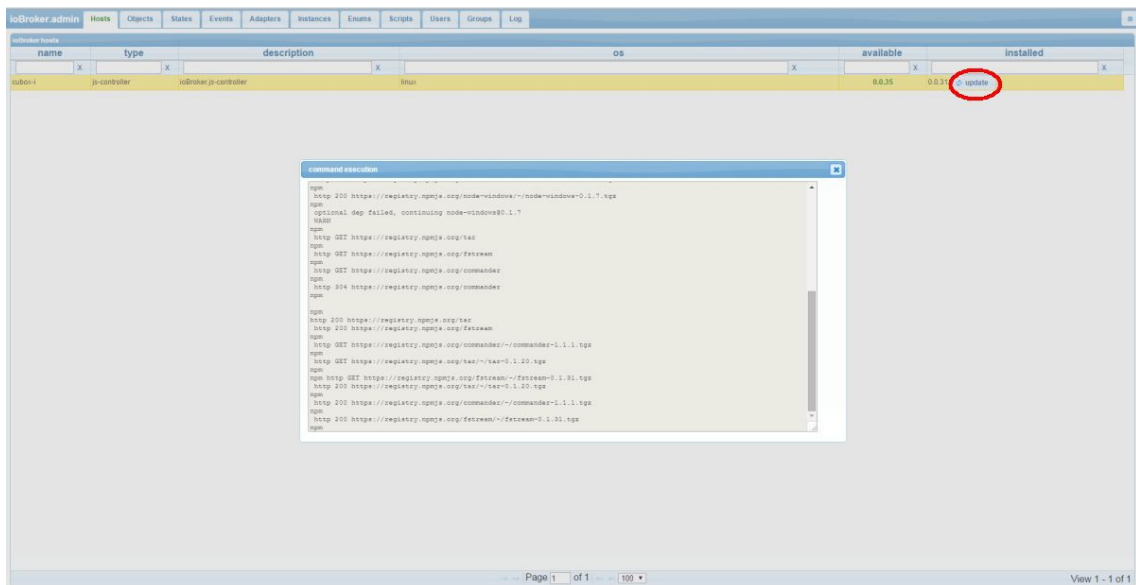 ioBroker.admin Hosts Objects States Events Adapters Instances Enums Scripts Users Groups Log
ioBroker hosts
name type description os available installed
X X X X X X
cubox-i js-controller ioBroker.js-controller linux 0.0.35 0.0.31 update
command execution
npm
http 200 https://registry.npmjs.org/node-windows/-/node-windows-0.1.7.tgz
npm
optional dep failed, continuing node-windows@0.1.7
WARN
npm
http GET https://registry.npmjs.org/tar
npm
http GET https://registry.npmjs.org/fstream
npm
http GET https://registry.npmjs.org/commander
npm
http 304 https://registry.npmjs.org/commander
npm
npm
http 200 https://registry.npmjs.org/tar
http 200 https://registry.npmjs.org/fstream
npm
http GET https://registry.npmjs.org/commander/-/commander-1.1.1.tgz
npm
http GET https://registry.npmjs.org/tar/-/tar-0.1.20.tgz
npm
npm http GET https://registry.npmjs.org/fstream/-/fstream-0.1.31.tgz
http 200 https://registry.npmjs.org/tar/-/tar-0.1.20.tgz
npm
http 200 https://registry.npmjs.org/commander/-/commander-1.1.1.tgz
npm
http 200 https://registry.npmjs.org/fstream/-/fstream-0.1.31.tgz
npm
Page 1 of 1 100 View 1 - 1 of 1